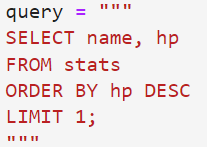 query = """
SELECT name, hp
FROM stats
ORDER BY hp DESC
LIMIT 1;
"""